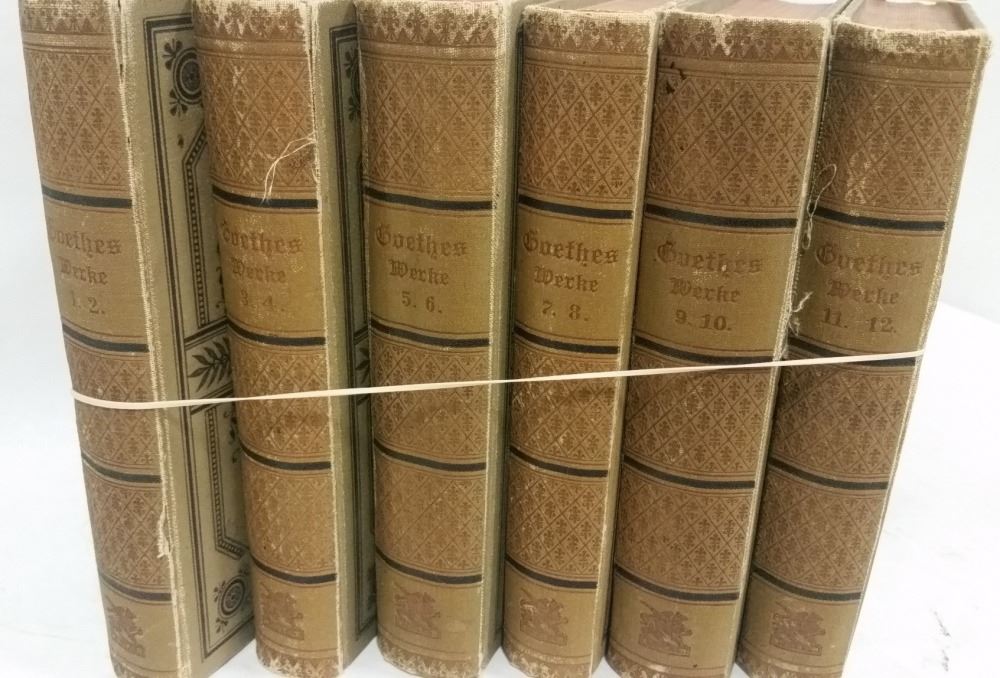 Goethes
Werke
1. 2.
Goethes
Werke
3. 4.
Goethes
Werke
5. 6.
Goethes
Werke
7. 8.
Goethes
Werke
9. 10.
Goethes
Werke
11. 12.